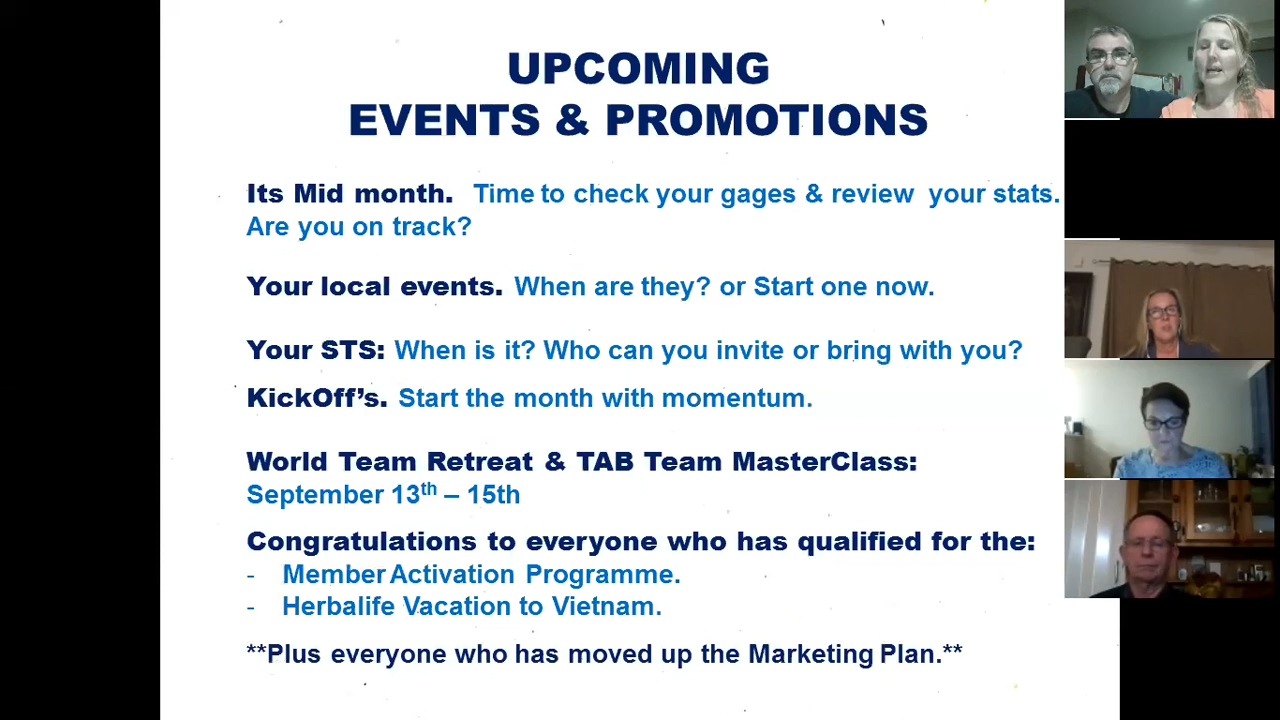 UPCOMING
EVENTS & PROMOTIONS
Its Mid month. Time to check your gages & review your stats.
Are you on track?
Your local events. When are they? or Start one now.
Your STS: When is it? Who can you invite or bring with you?
KickOff’s. Start the month with momentum.
World Team Retreat & TAB Team MasterClass:
September 13th – 15th
Congratulations to everyone who has qualified for the:
- Member Activation Programme.
- Herbalife Vacation to Vietnam.
**Plus everyone who has moved up the Marketing Plan.**